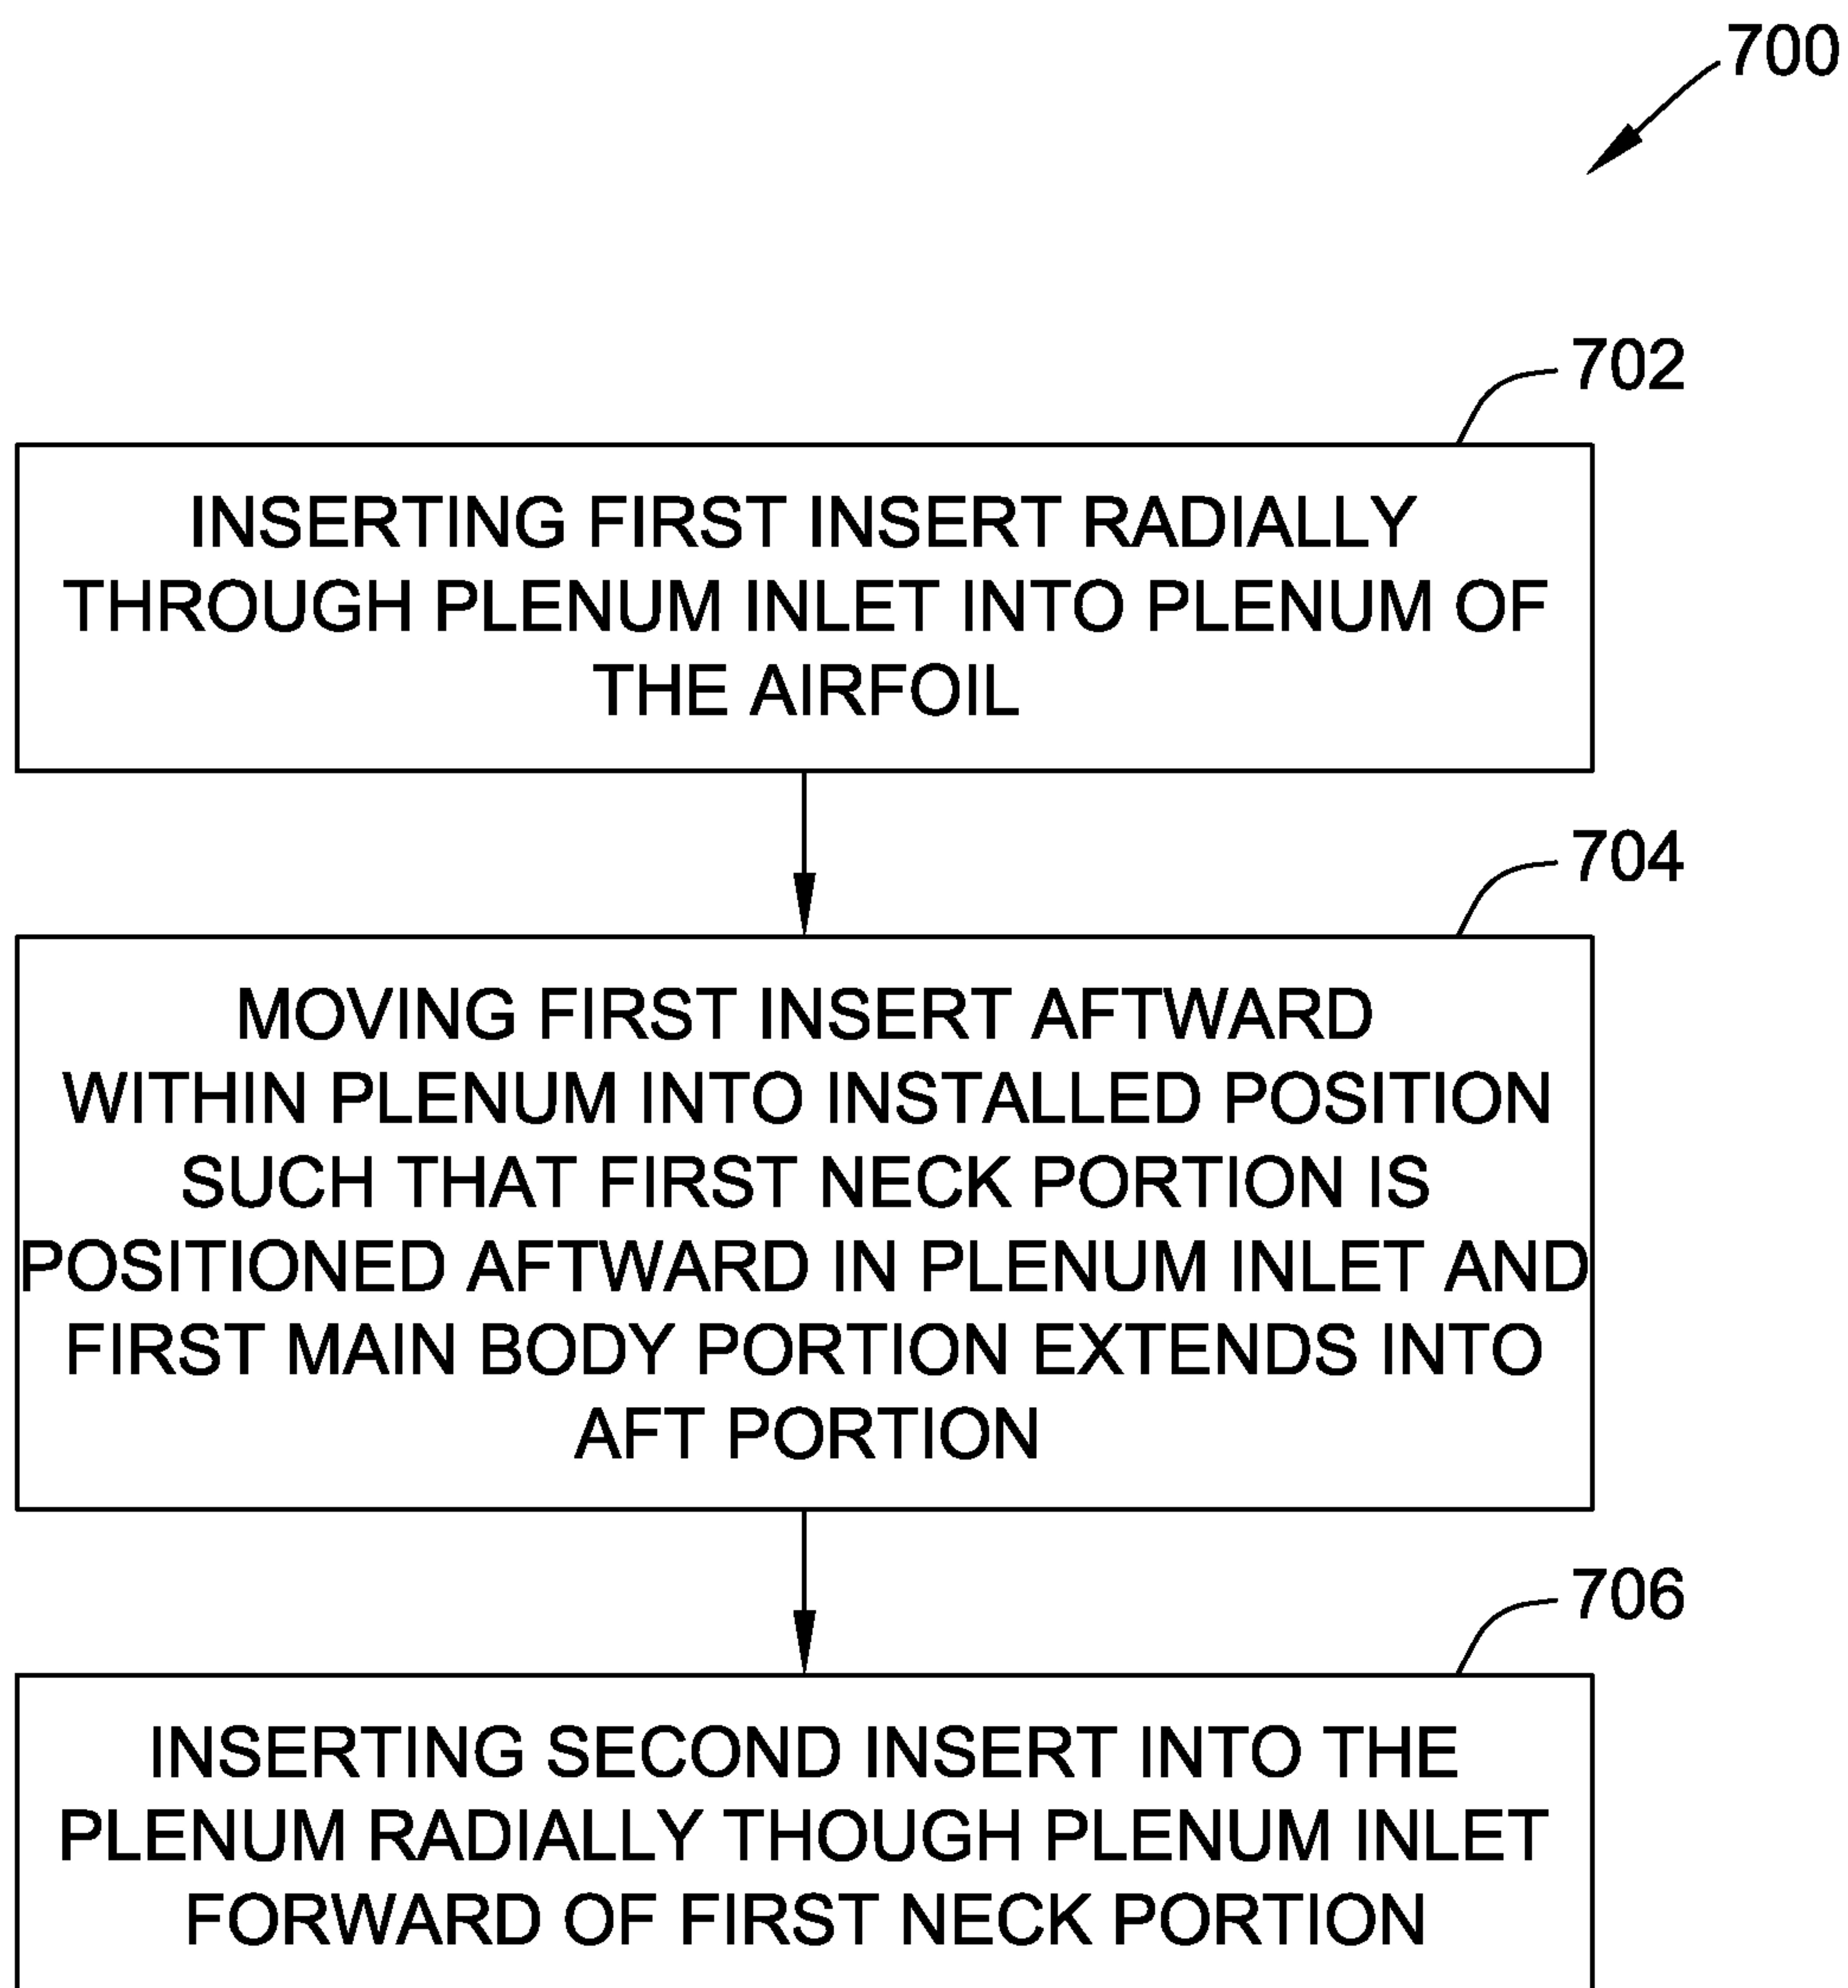 700
702
INSERTING FIRST INSERT RADIALLY
THROUGH PLENUM INLET INTO PLENUM OF
THE AIRFOIL
704
MOVING FIRST INSERT AFTWARD
WITHIN PLENUM INTO INSTALLED POSITION
SUCH THAT FIRST NECK PORTION IS
POSITIONED AFTWARD IN PLENUM INLET AND
FIRST MAIN BODY PORTION EXTENDS INTO
AFT PORTION
706
INSERTING SECOND INSERT INTO THE
PLENUM RADIALLY THOUGH PLENUM INLET
FORWARD OF FIRST NECK PORTION